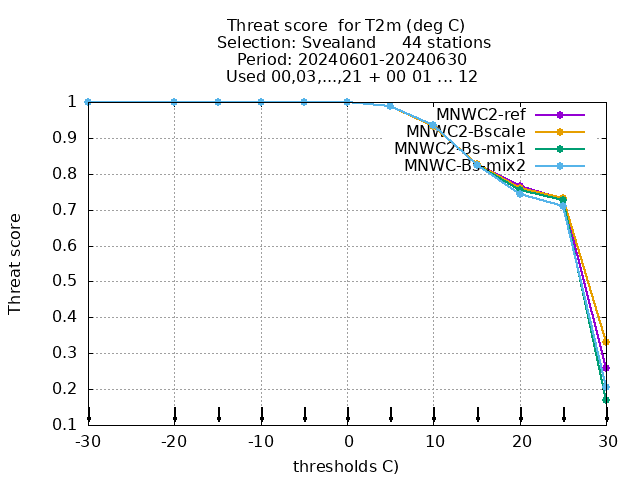 Threat score  for T2m (deg C)
Selection: Svealand     44 stations
Period: 20240601-20240630
Used 00,03,...,21 + 00 01 ... 12
MNWC2-ref
MNWC2-Bscale
MNWC2-Bs-mix1
MNWC-Bs-mix2
1
0.9
0.8
0.7
0.6
0.5
0.4
0.3
0.2
0.1
Threat score
-30 -20 -10 0 10 20 30
thresholds C)